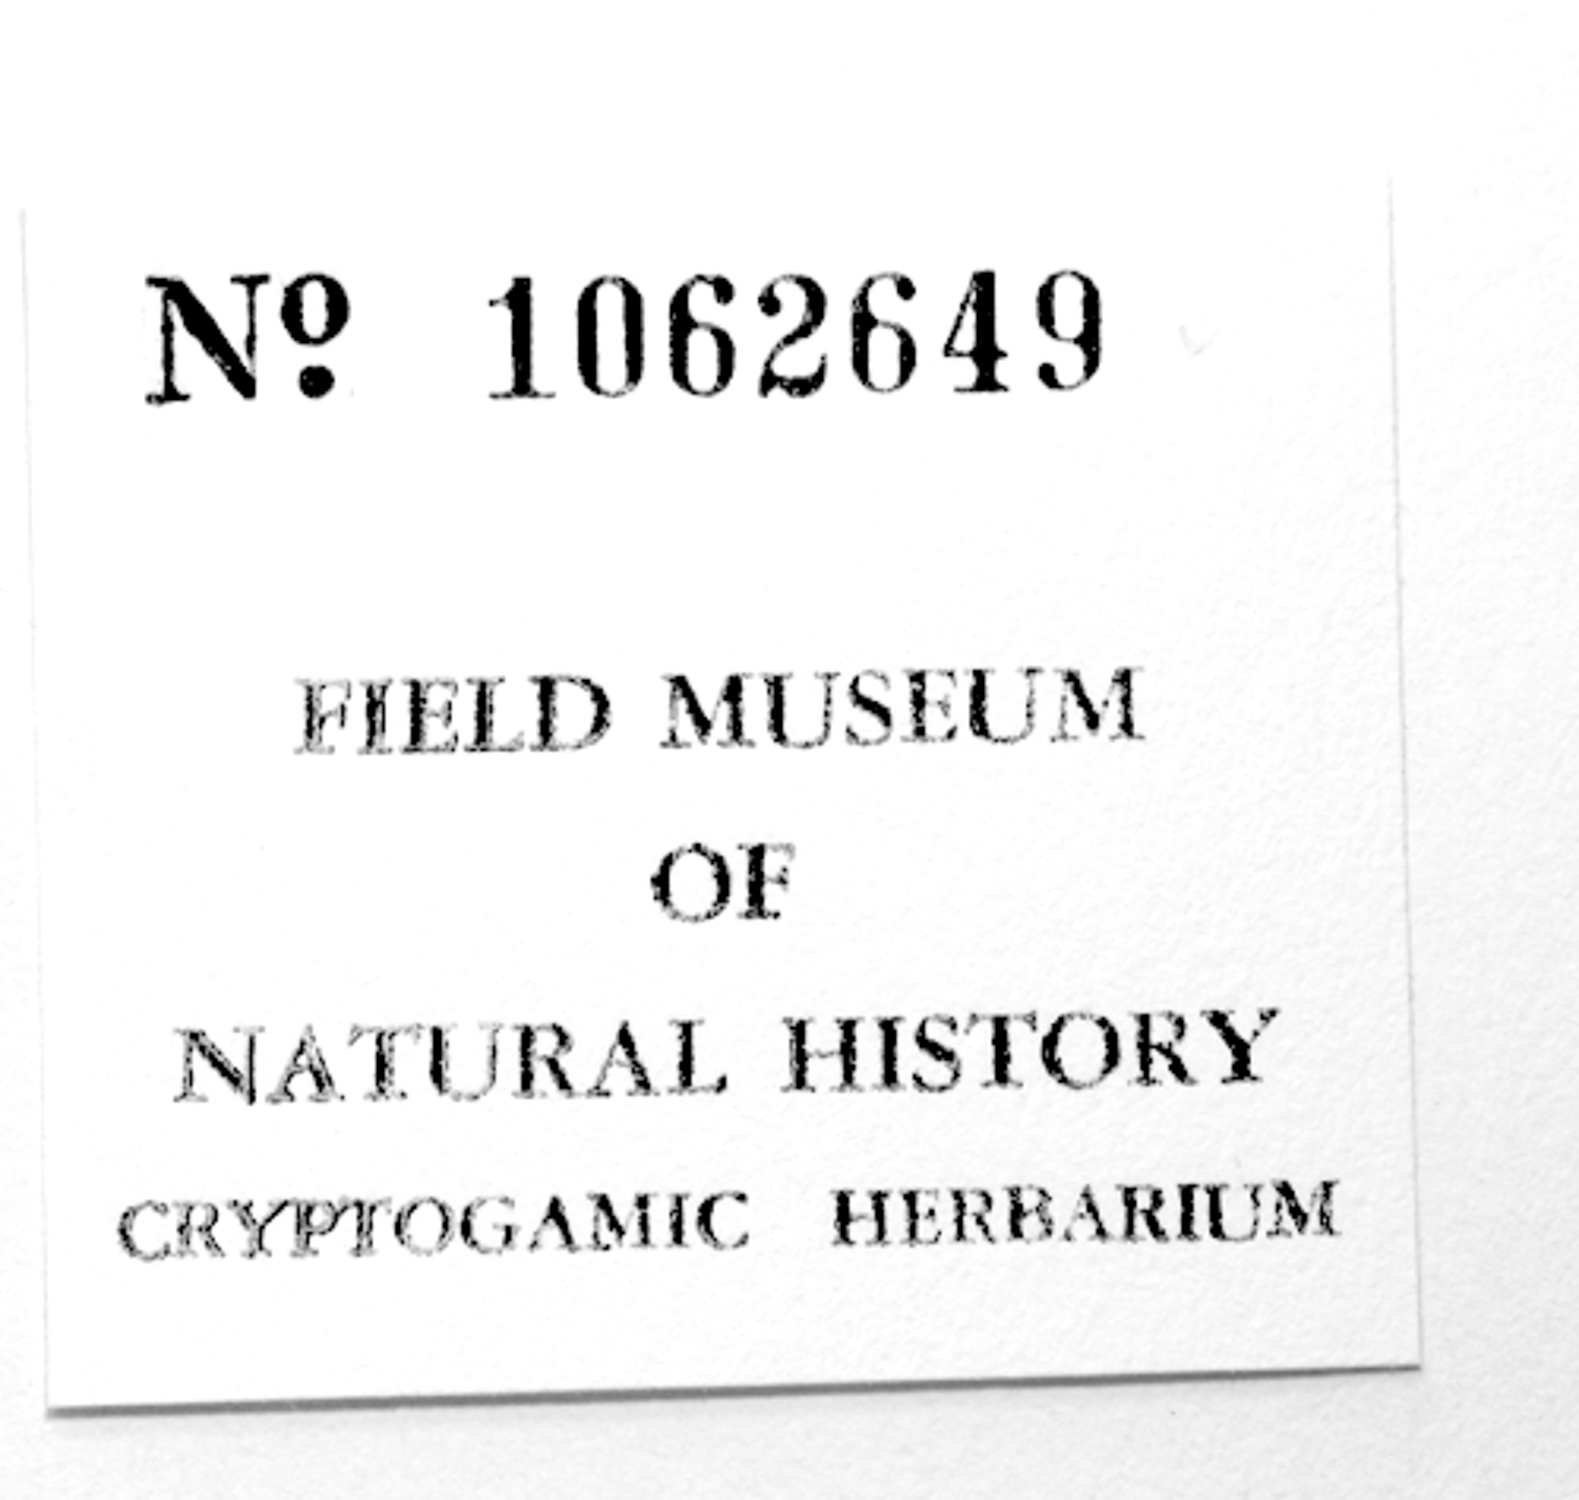 Nº 1062649
FIELD MUSEUM
OF
NATURAL HISTORY
CRYPTOGAMIC HERBARIUM